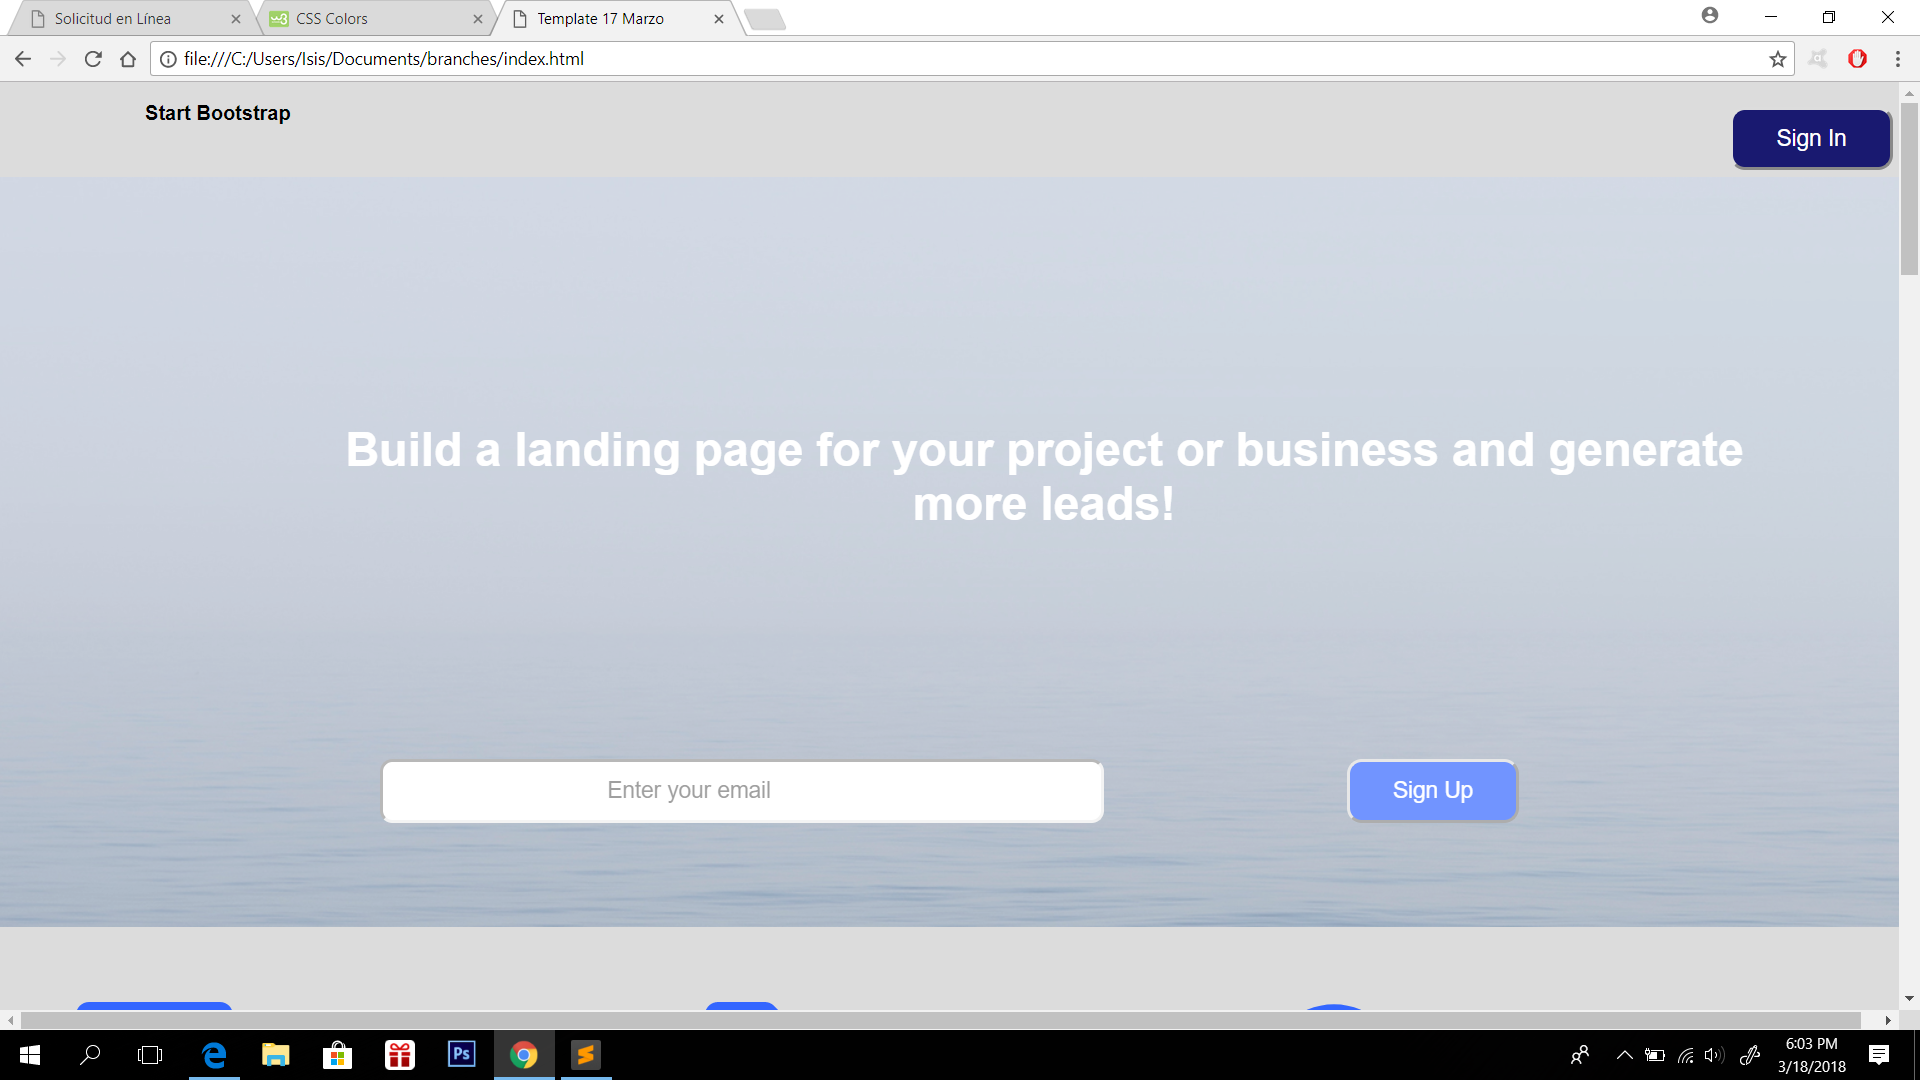 Solicitud en Línea
CSS Colors
Template 17 Marzo
file:///C:/Users/Isis/Documents/branches/index.html
Start Bootstrap
Sign In
Build a landing page for your project or business and generate
more leads!
Enter your email
Sign Up
Ps
6:03 PM
3/18/2018